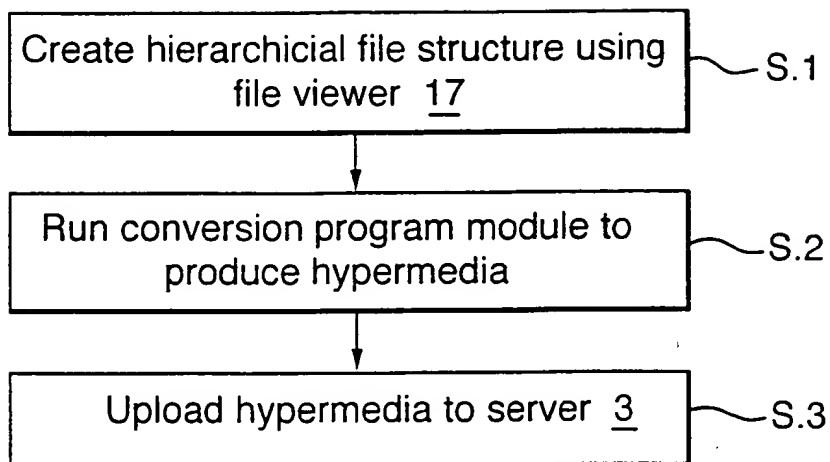 Create hierarchicial file structure using
file viewer 17
S.1
Run conversion program module to
produce hypermedia
S.2
Upload hypermedia to server 3
S.3